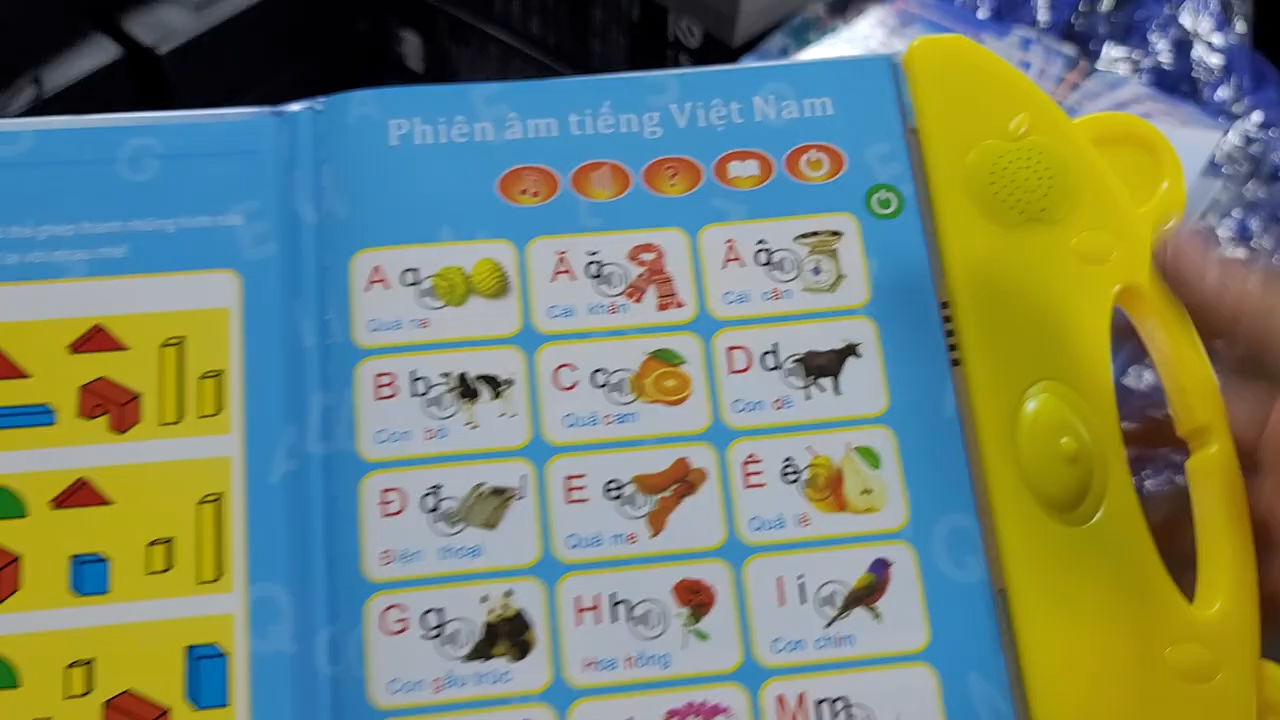 Phiên âm tiếng Việt Nam
A a
Quả na
Ă ă
Cái khăn
Â â
Cái cân
B b
Con bò
C c
Quả cam
D d
Con dê
Đ đ
Điện thoại
E e
Quả me
Ê ê
Quả lê
G g
Con gấu trúc
H h
Hoa hồng
I i
Con chim
M m